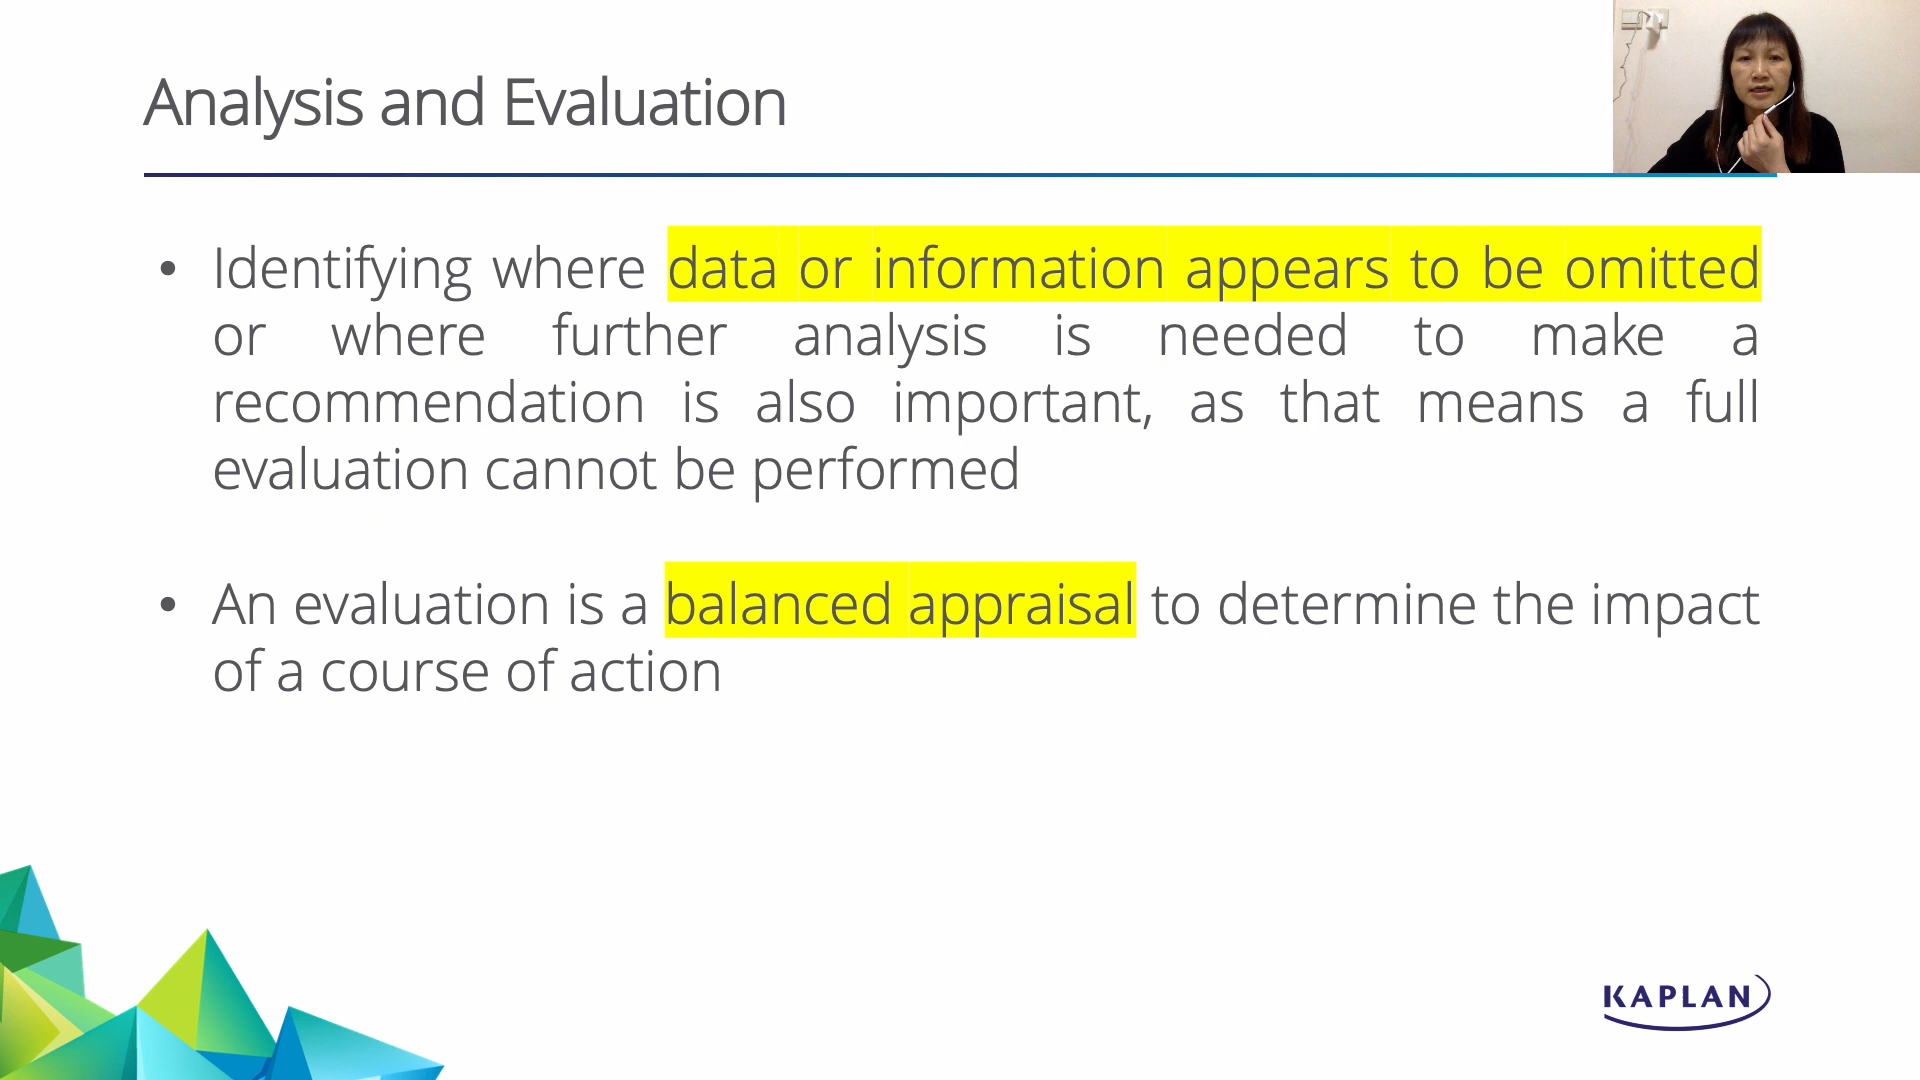 Analysis and Evaluation
• Identifying where data or information appears to be omitted
or where further analysis is needed to make a
recommendation is also important, as that means a full
evaluation cannot be performed
• An evaluation is a balanced appraisal to determine the impact
of a course of action
KAPLAN